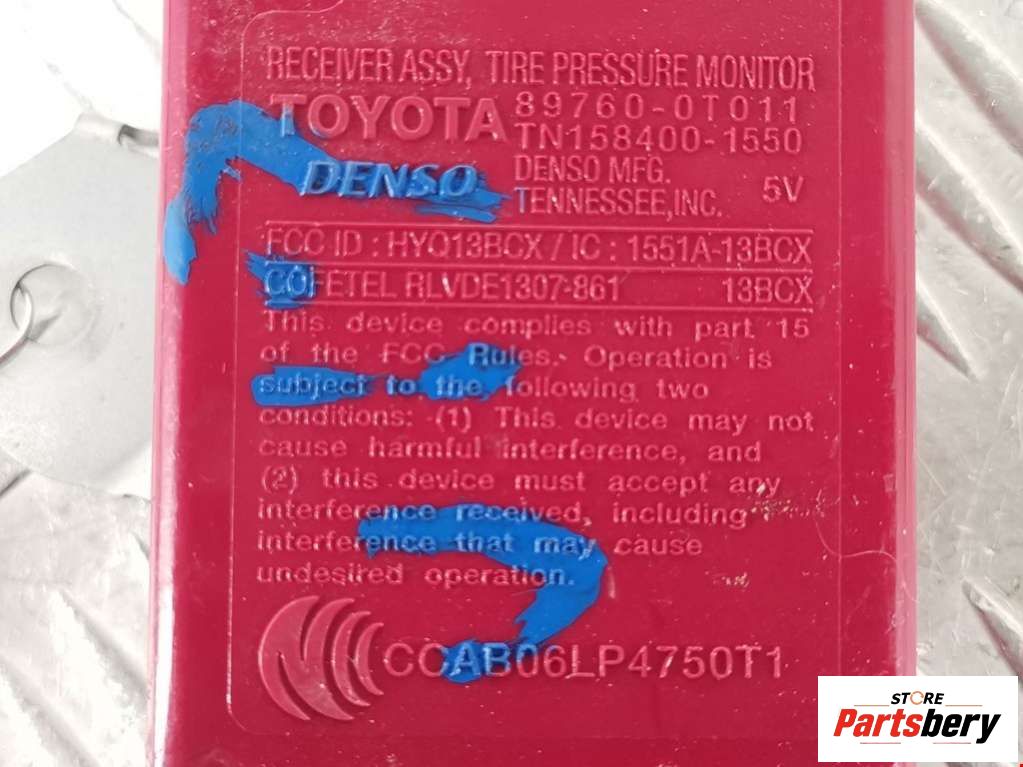 RECEIVER ASSY, TIRE PRESSURE MONITOR
TOYOTA 89760-0T011
TN158400-1550
DENSO DENSO MFG.
TENNESSEE,INC. 5V
FCC ID : HYQ13BCX / IC : 1551A-13BCX
COFETEL RLVDE1307-861 13BCX
This device complies with part 15
of the FCC Rules. Operation is
subject to the following two
conditions: (1) This device may not
cause harmful interference, and
(2) this device must accept any
interference received, including
interference that may cause
undesired operation.
CCAB06LP4750T1
STORE
Partsbery